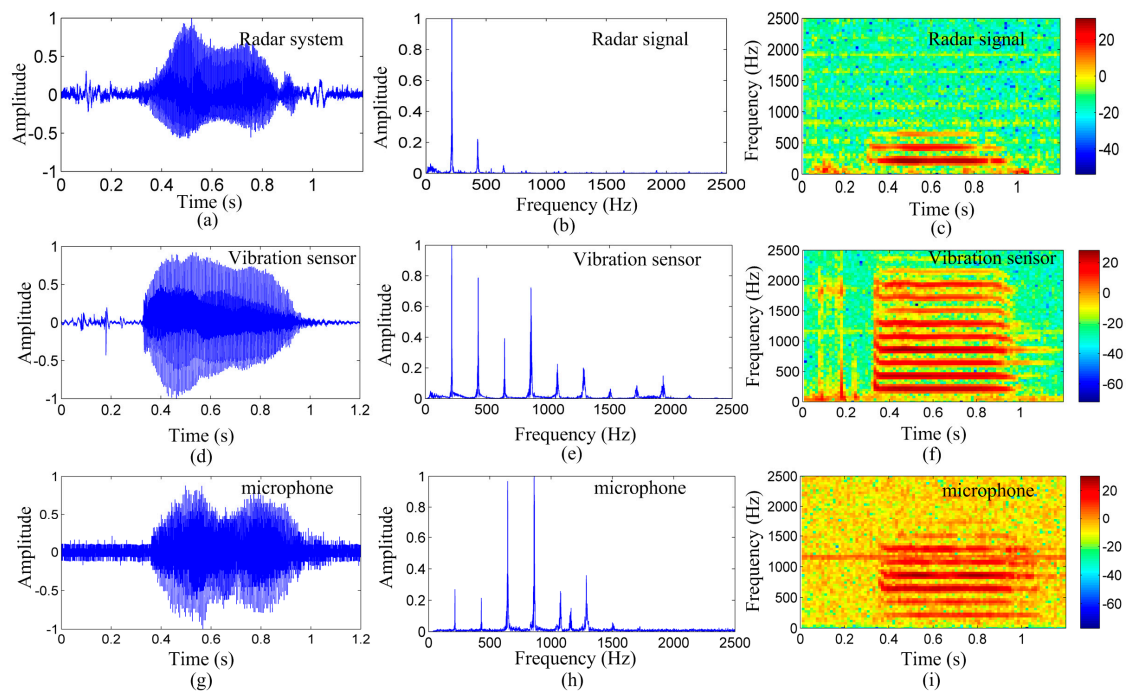 Radar system
1
0.5
0
-0.5
-1
Amplitude
0 0.2 0.4 0.6 0.8 1
Time (s)
(a)
Radar signal
1
0.8
0.6
0.4
0.2
0
Amplitude
0 500 1000 1500 2000 2500
Frequency (Hz)
(b)
Radar signal
2500
2000
1500
1000
500
0
Frequency (Hz)
0 0.2 0.4 0.6 0.8 1
Time (s)
(c)
20
0
-20
-40
Vibration sensor
1
0.5
0
-0.5
-1
Amplitude
0 0.2 0.4 0.6 0.8 1 1.2
Time (s)
(d)
Vibration sensor
1
0.8
0.6
0.4
0.2
0
Amplitude
0 500 1000 1500 2000 2500
Frequency (Hz)
(e)
Vibration sensor
2500
2000
1500
1000
500
0
Frequency (Hz)
0 0.2 0.4 0.6 0.8 1
Time (s)
(f)
20
0
-20
-40
-60
microphone
1
0.5
0
-0.5
-1
Amplitude
0 0.2 0.4 0.6 0.8 1
Time (s)
(g)
microphone
1
0.8
0.6
0.4
0.2
0
Amplitude
0 500 1000 1500 2000 2500
Frequency (Hz)
(h)
microphone
2500
2000
1500
1000
500
0
Frequency (Hz)
0 0.2 0.4 0.6 0.8 1
Time (s)
(i)
20
0
-20
-40
-60